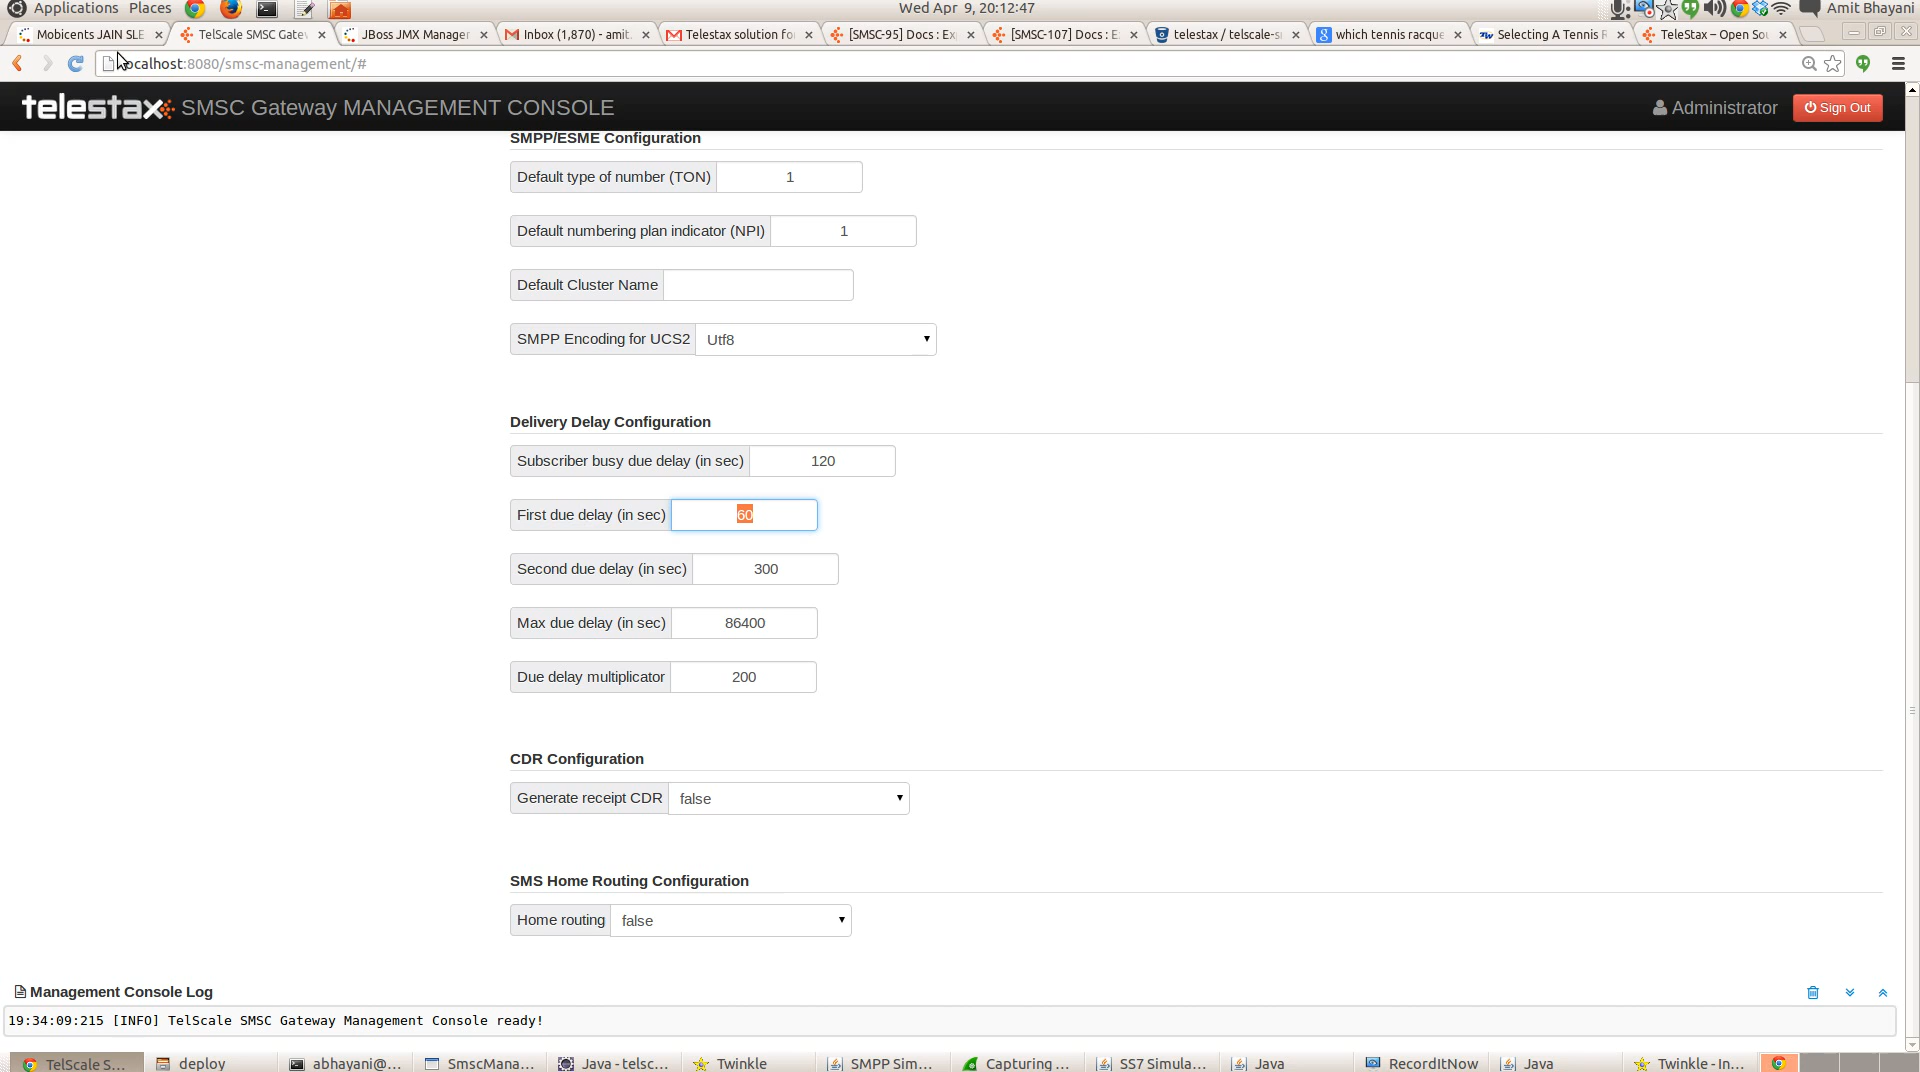 Applications Places Wed Apr 9, 20:12:47 Amit Bhayani
Mobicents JAIN SLE TelScale SMSC Gatew JBoss JMX Manager Inbox (1,870) - amit. Telestax solution fo [SMSC-95] Docs : Ex [SMSC-107] Docs : E telestax / telscale-s which tennis racque Selecting A Tennis R TeleStax – Open So
localhost:8080/smsc-management/#
telestax SMSC Gateway MANAGEMENT CONSOLE Administrator Sign Out
SMPP/ESME Configuration
Default type of number (TON) 1
Default numbering plan indicator (NPI) 1
Default Cluster Name
SMPP Encoding for UCS2 Utf8
Delivery Delay Configuration
Subscriber busy due delay (in sec) 120
First due delay (in sec) 60
Second due delay (in sec) 300
Max due delay (in sec) 86400
Due delay multiplicator 200
CDR Configuration
Generate receipt CDR false
SMS Home Routing Configuration
Home routing false
Management Console Log
19:34:09:215 [INFO] TelScale SMSC Gateway Management Console ready!
TelScale S... deploy abhayani@... SmscMana... Java - telsc... Twinkle SMPP Sim... Capturing ... SS7 Simula... Java RecordItNow Java Twinkle - In...